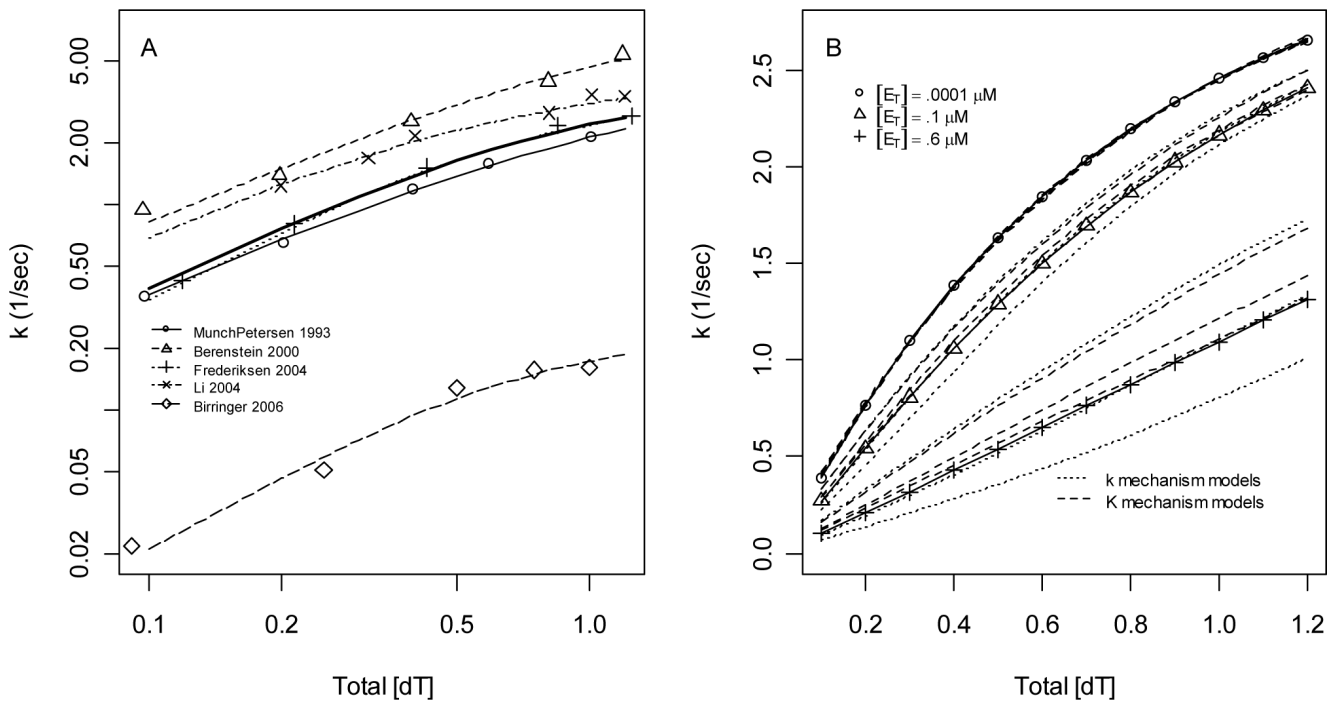 A
k (1/sec)
5.00
2.00
0.50
0.20
0.05
0.02
MunchPetersen 1993
Berenstein 2000
Frederiksen 2004
Li 2004
Birringer 2006
0.1
0.2
0.5
1.0
Total [dT]
B
k (1/sec)
2.5
2.0
1.5
1.0
0.5
0.0
[E_T] = .0001 μM
[E_T] = .1 μM
[E_T] = .6 μM
k mechanism models
K mechanism models
0.2
0.4
0.6
0.8
1.0
1.2
Total [dT]